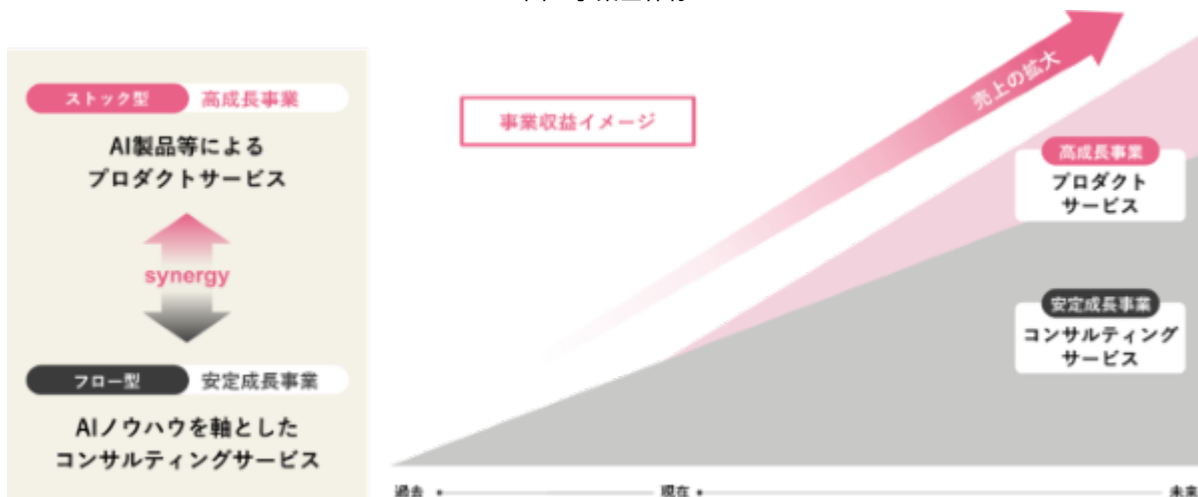 ストック型 高成長事業
AI製品等による
プロダクトサービス
synergy
フロー型 安定成長事業
AIノウハウを軸とした
コンサルティングサービス
事業収益イメージ
売上の拡大
高成長事業
プロダクト
サービス
安定成長事業
コンサルティング
サービス
過去 現在 未来